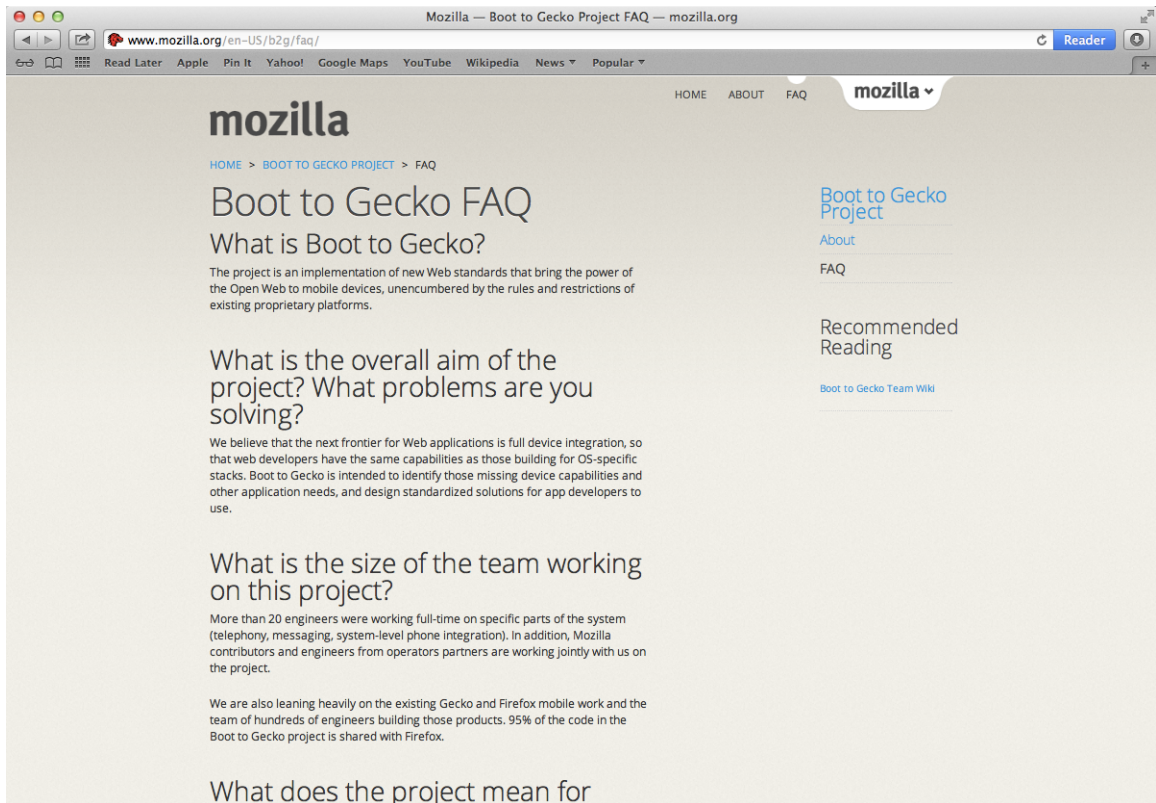 Mozilla — Boot to Gecko Project FAQ — mozilla.org
www.mozilla.org/en-US/b2g/faq/
Reader
Read Later Apple Pin It Yahoo! Google Maps YouTube Wikipedia News Popular
HOME ABOUT FAQ
mozilla
mozilla
HOME > BOOT TO GECKO PROJECT > FAQ
Boot to Gecko FAQ
What is Boot to Gecko?
The project is an implementation of new Web standards that bring the power of
the Open Web to mobile devices, unencumbered by the rules and restrictions of
existing proprietary platforms.
What is the overall aim of the
project? What problems are you
solving?
We believe that the next frontier for Web applications is full device integration, so
that web developers have the same capabilities as those building for OS-specific
stacks. Boot to Gecko is intended to identify those missing device capabilities and
other application needs, and design standardized solutions for app developers to
use.
What is the size of the team working
on this project?
More than 20 engineers were working full-time on specific parts of the system
(telephony, messaging, system-level phone integration). In addition, Mozilla
contributors and engineers from operators partners are working jointly with us on
the project.
We are also leaning heavily on the existing Gecko and Firefox mobile work and the
team of hundreds of engineers building those products. 95% of the code in the
Boot to Gecko project is shared with Firefox.
What does the project mean for
Boot to Gecko
Project
About
FAQ
Recommended
Reading
Boot to Gecko Team Wiki